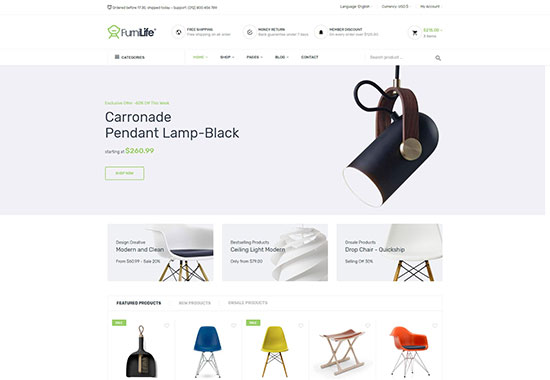 Ordered before 17:30, shipped today - Support: (012) 800 456 789
Language: English
Currency: USD $
My Account
FurniLife
FREE SHIPPING
Free shipping on all order
MONEY RETURN
Back guarantee under 7 days
MEMBER DISCOUNT
On every order over $120.00
$215.00
2 items
CATEGORIES
HOME
SHOP
PAGES
BLOG
CONTACT
Search product ...
Exclusive Offer -20% Off This Week
Carronade
Pendant Lamp-Black
starting at $260.99
SHOP NOW
Design Creative
Modern and Clean
From $60.99 - Sale 20%
Bestselling Products
Ceiling Light Modern
Only from $79.00
Onsale Products
Drop Chair - Quickship
Selling Off 30%
FEATURED PRODUCTS
NEW PRODUCTS
ONSALE PRODUCTS